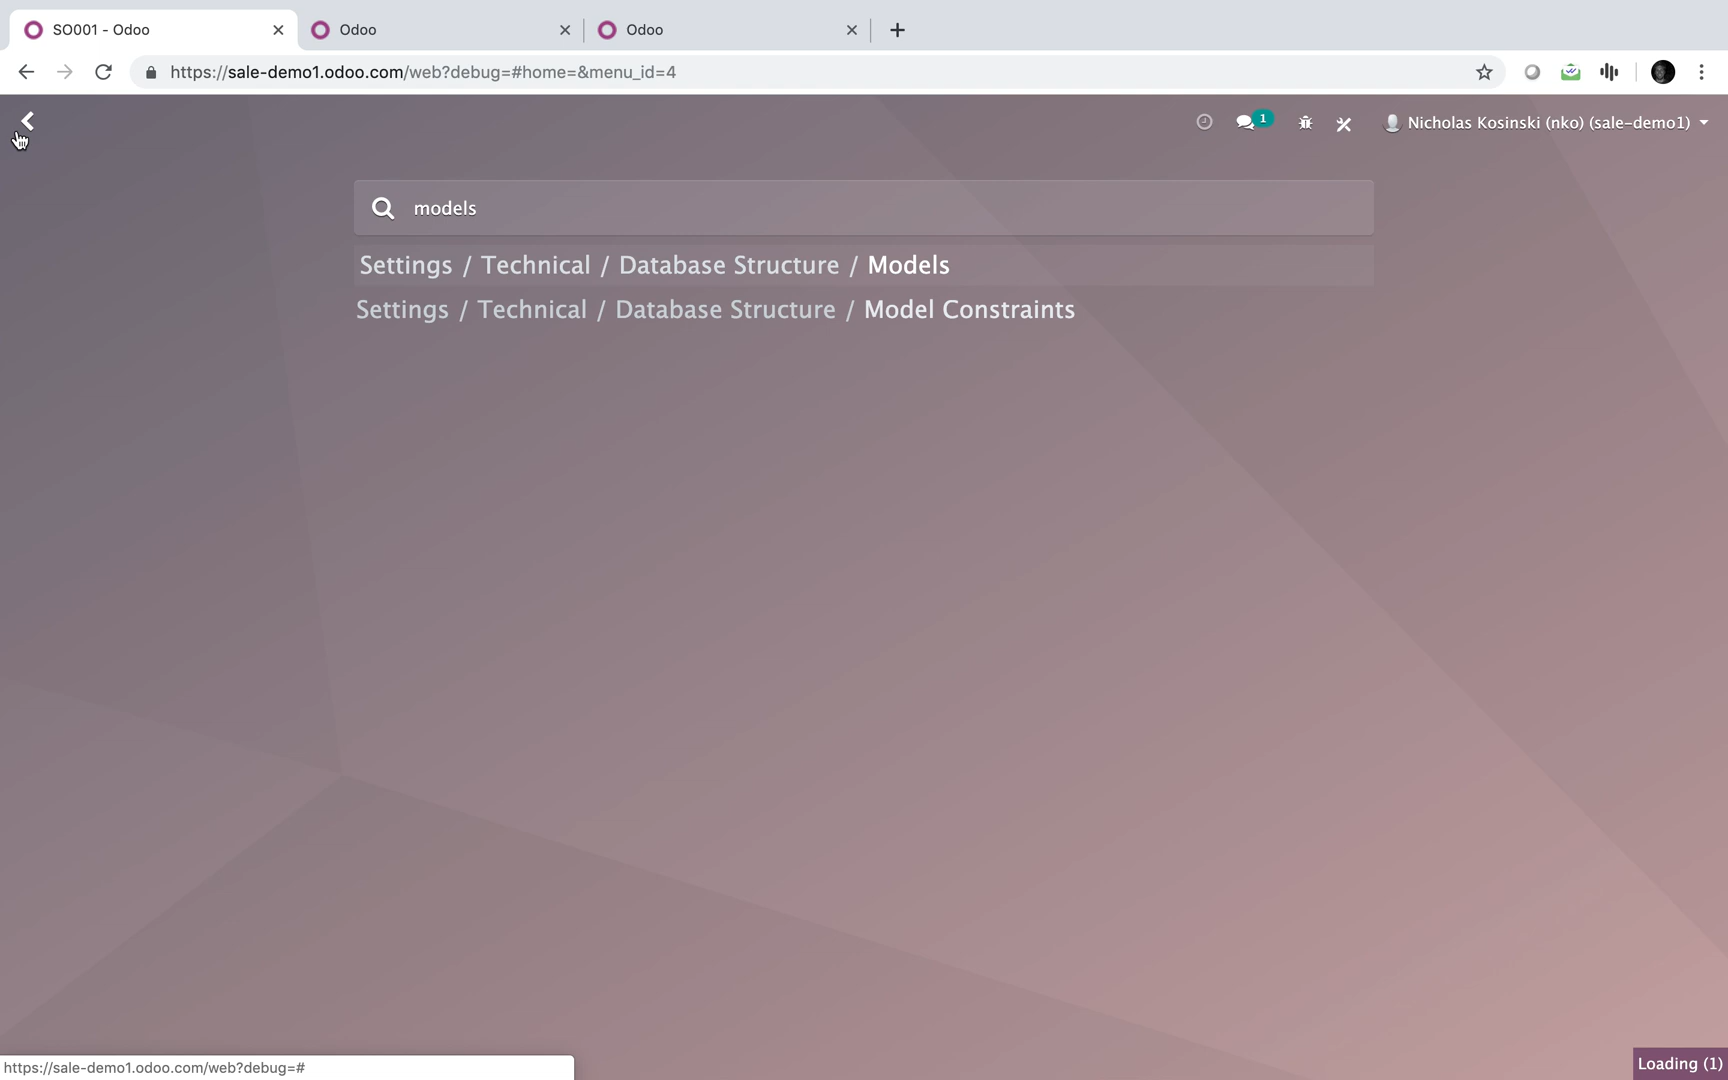 SO001 - Odoo
Odoo
Odoo
https://sale-demo1.odoo.com/web?debug=#home=&menu_id=4
1
Nicholas Kosinski (nko) (sale-demo1)
models
Settings / Technical / Database Structure / Models
Settings / Technical / Database Structure / Model Constraints
https://sale-demo1.odoo.com/web?debug=#
Loading (1)